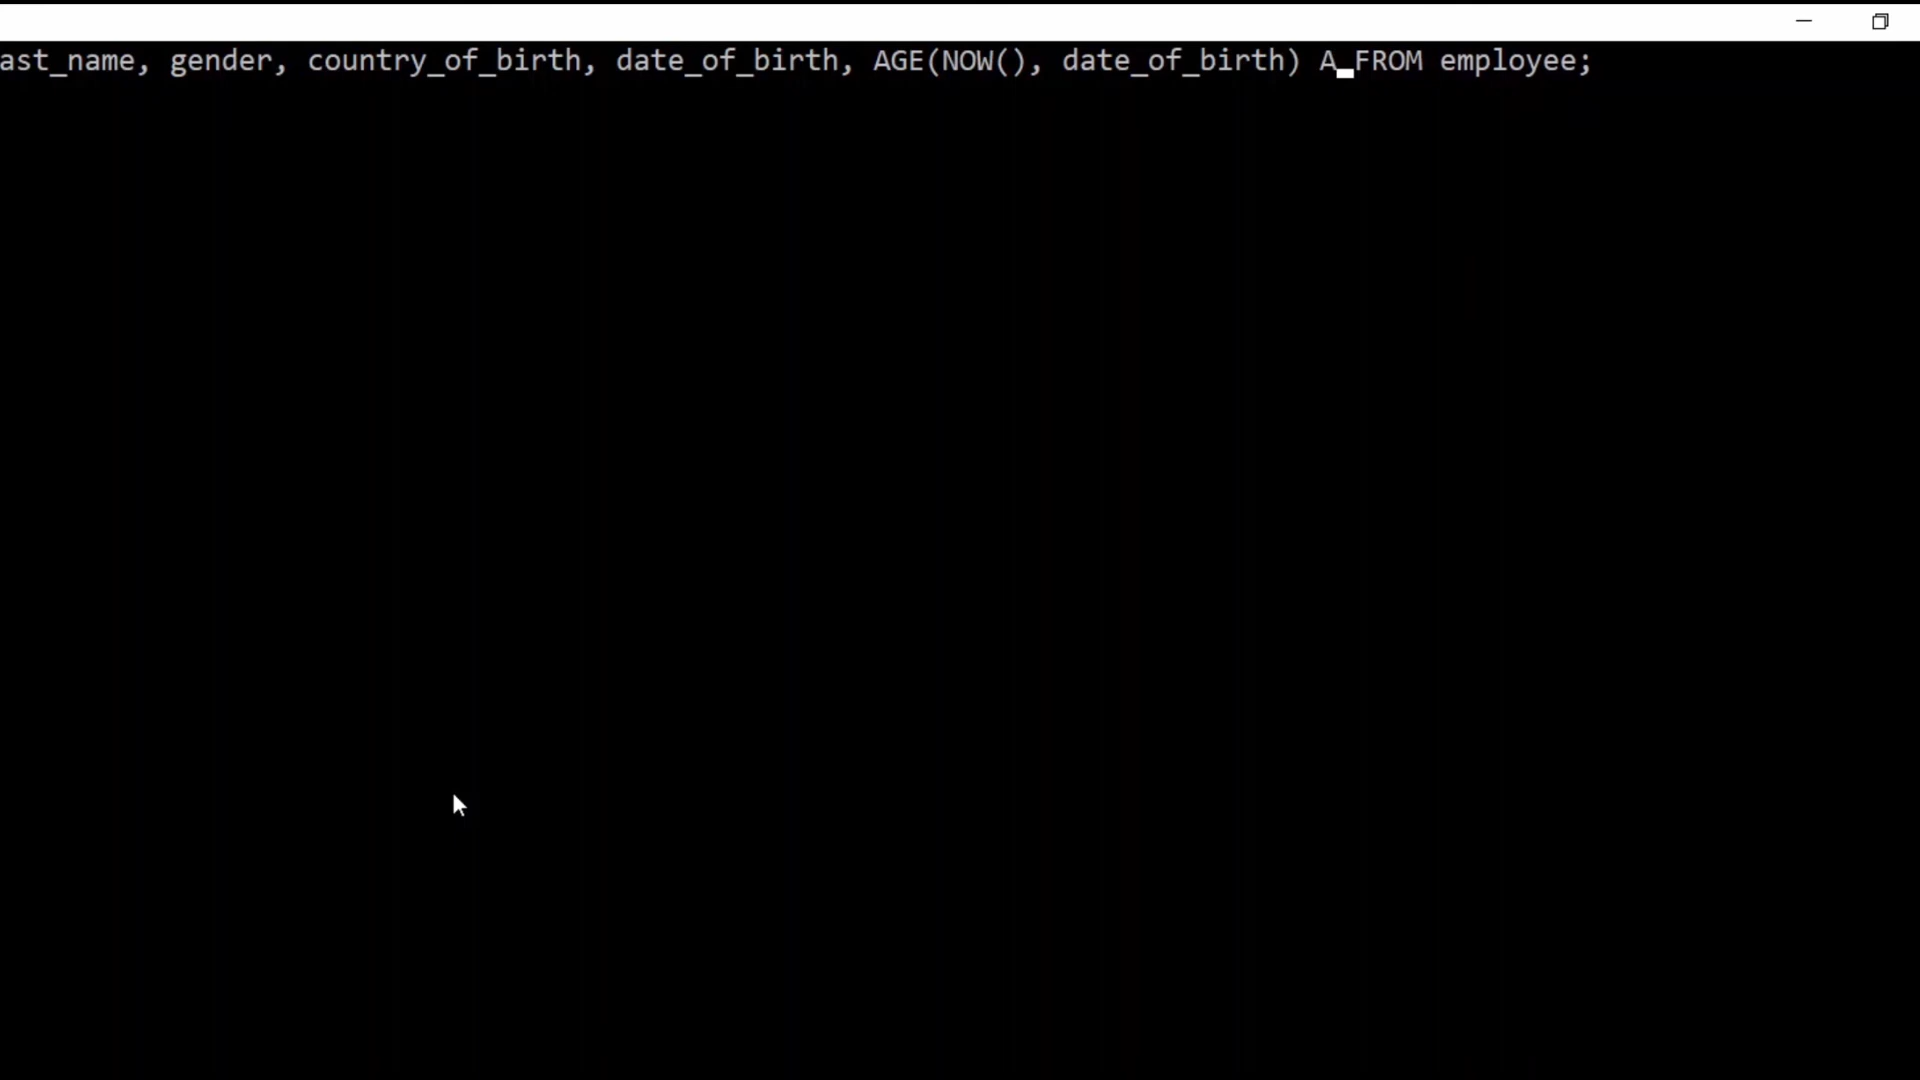 ast_name, gender, country_of_birth, date_of_birth, AGE(NOW(), date_of_birth) A FROM employee;